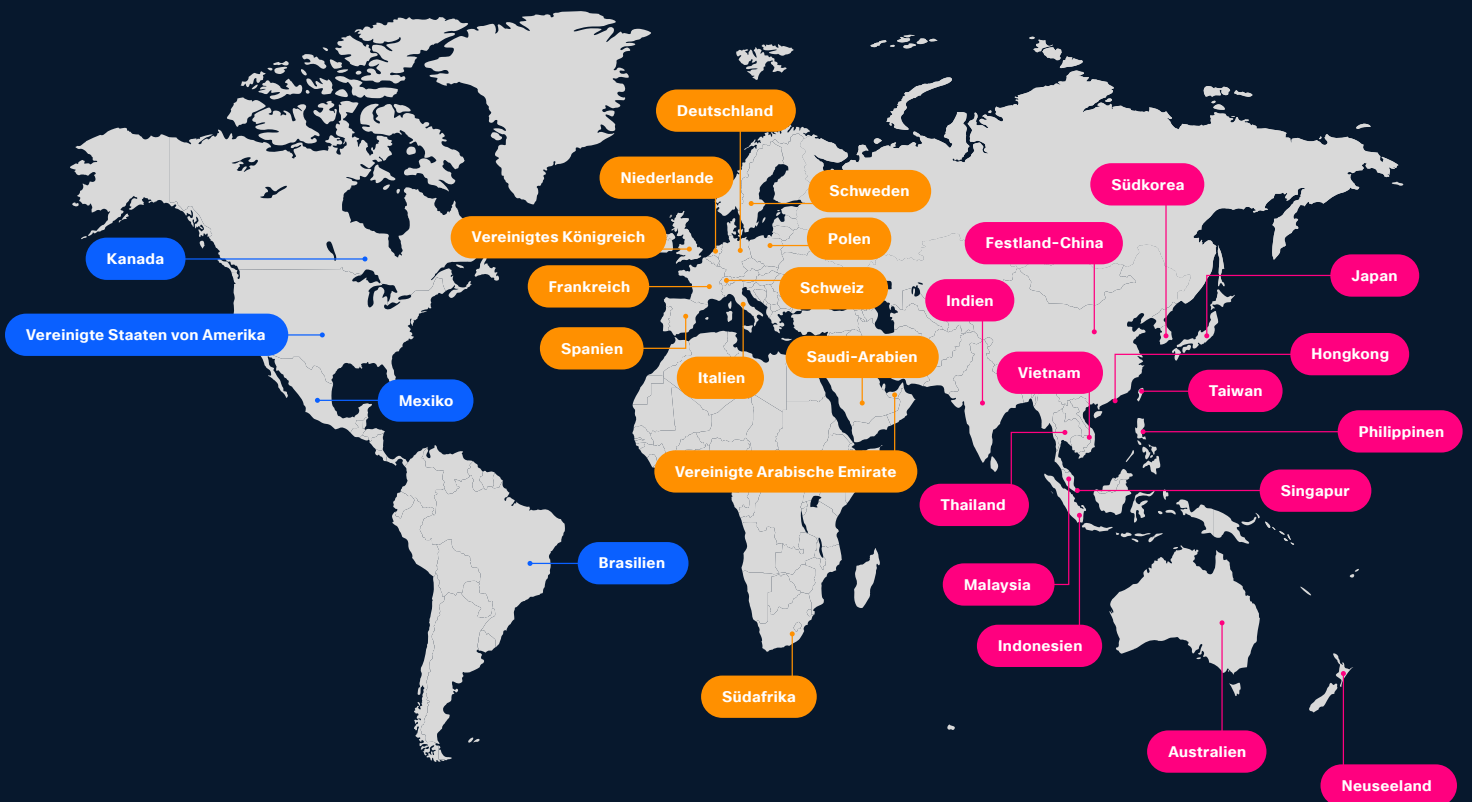 Deutschland
Niederlande
Schweden
Südkorea
Vereinigtes Königreich
Polen
Festland-China
Kanada
Japan
Frankreich
Schweiz
Indien
Vereinigte Staaten von Amerika
Spanien
Saudi-Arabien
Hongkong
Italien
Vietnam
Taiwan
Mexiko
Philippinen
Vereinigte Arabische Emirate
Singapur
Thailand
Brasilien
Malaysia
Indonesien
Südafrika
Australien
Neuseeland